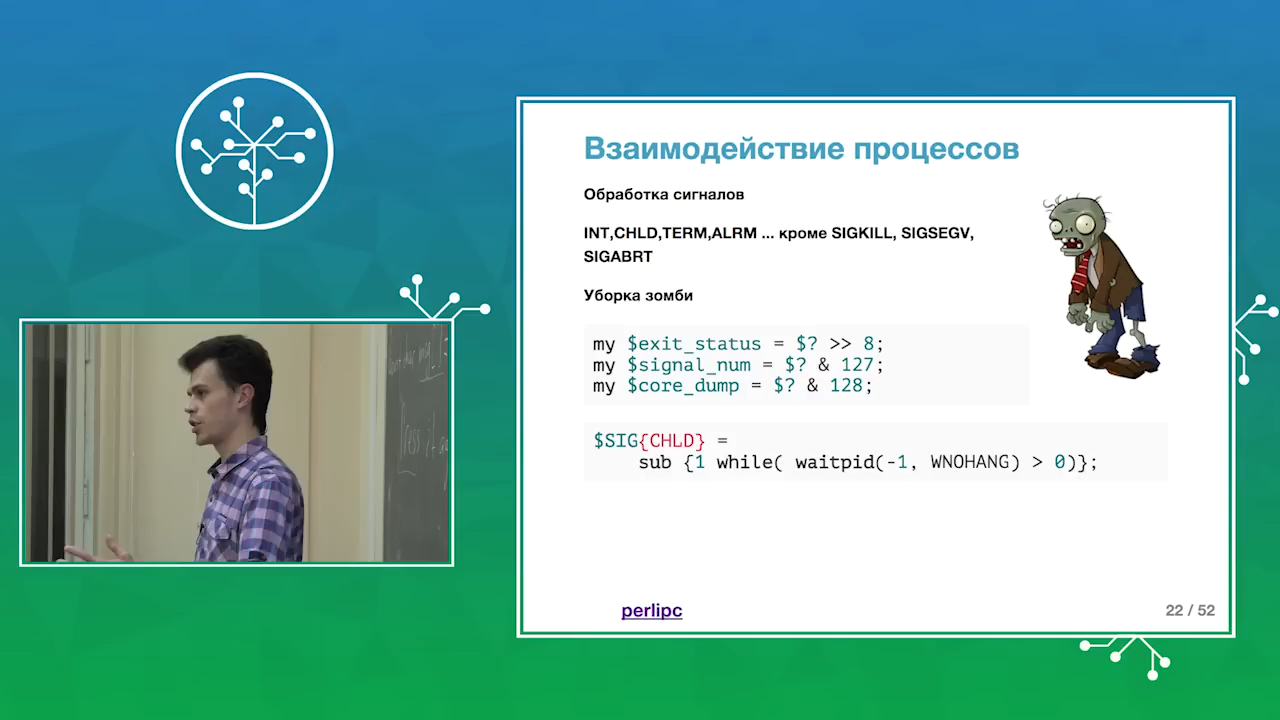 Взаимодействие процессов
Обработка сигналов
INT,CHLD,TERM,ALRM ... кроме SIGKILL, SIGSEGV,
SIGABRT
Уборка зомби
my $exit_status = $? >> 8;
my $signal_num = $? & 127;
my $core_dump = $? & 128;
$SIG{CHLD} =
sub {1 while( waitpid(-1, WNOHANG) > 0)};
perlipc
22 / 52